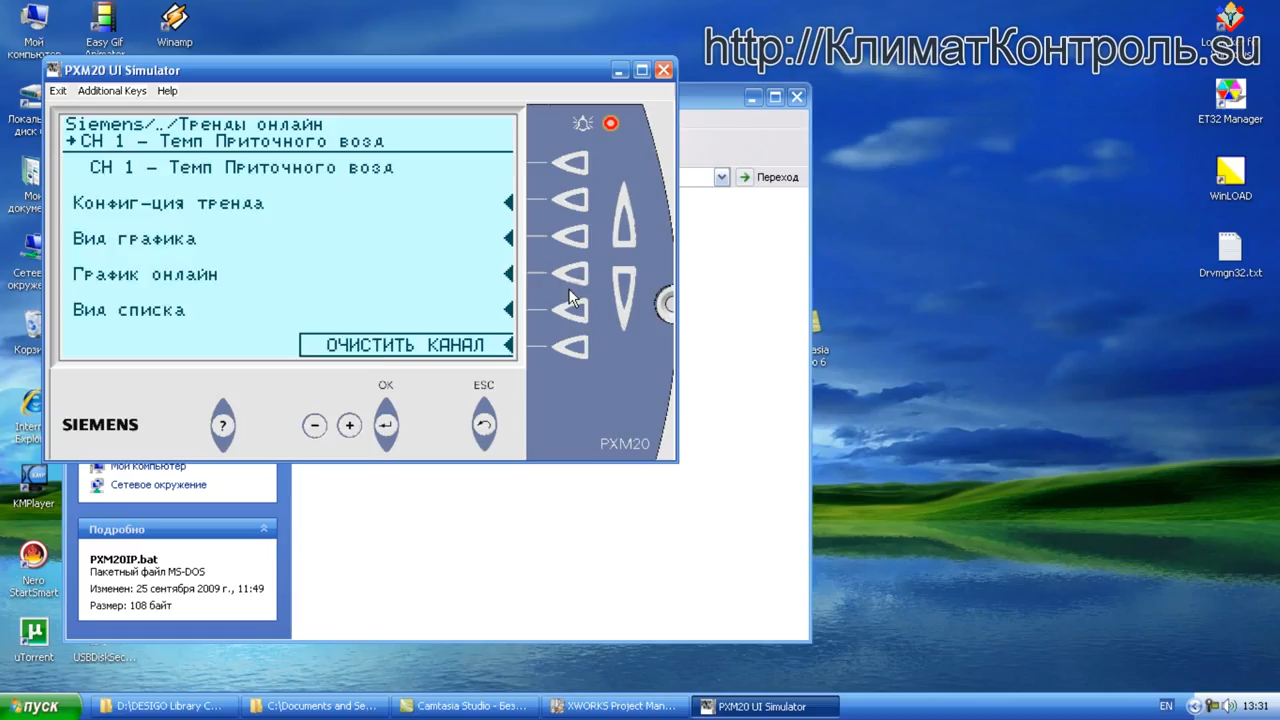 http://КлиматКонтроль.su
Мой
компьютер
Easy Gif
Animator
Winamp
PXM20 UI Simulator
Exit Additional Keys Help
Siemens/../Тренды онлайн
CH 1 - Темп Приточного возд
CH 1 - Темп Приточного возд
Конфиг-ция тренда
Вид графика
График онлайн
Вид списка
ОЧИСТИТЬ КАНАЛ
OK
ESC
SIEMENS
?
- +
PXM20
Переход
ET32 Manager
WinLOAD
Drvmgn32.txt
Мой компьютер
Сетевое окружение
Подробно
PXM20IP.bat
Пакетный файл MS-DOS
Изменен: 25 сентября 2009 г., 11:49
Размер: 108 байт
KMPlayer
Nero
StartSmart
uTorrent
USBDiskSec...
пуск
D:\DESIGO Library C...
C:\Documents and Se...
Camtasia Studio - Без...
XWORKS Project Man...
PXM20 UI Simulator
EN
13:31